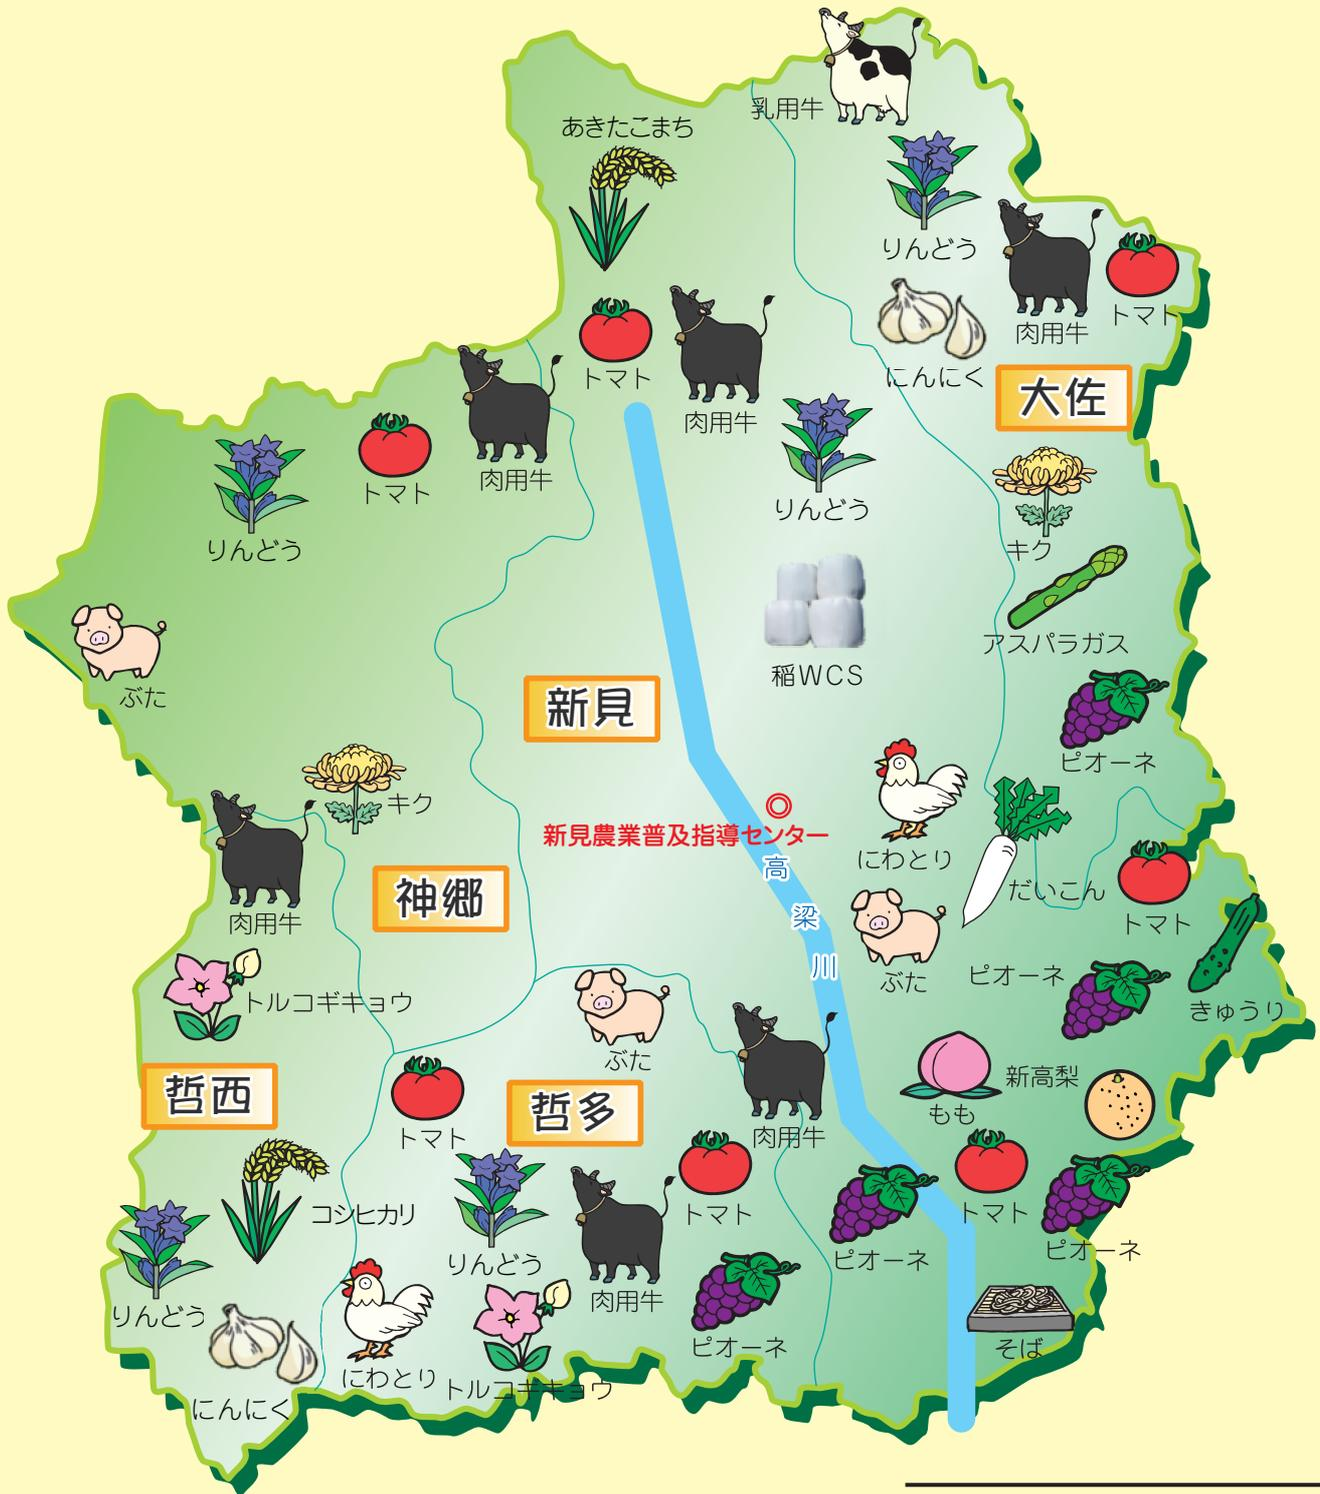 乳用牛
あきたこまち
りんどう
肉用牛
トマト
にんにく
大佐
トマト
肉用牛
りんどう
肉用牛
トマト
りんどう
キク
アスパラガス
稲WCS
ぶた
新見
ピオーネ
キク
新見農業普及指導センター
にわとり
高梁川
神郷
だいこん
トマト
肉用牛
ぶた
ピオーネ
きゅうり
トルコギキョウ
ぶた
新高梨
もも
哲西
哲多
トマト
肉用牛
トマト
トマト
コシヒカリ
りんどう
ピオーネ
ピオーネ
りんどう
肉用牛
ピオーネ
そば
にわとり
トルコギキョウ
にんにく